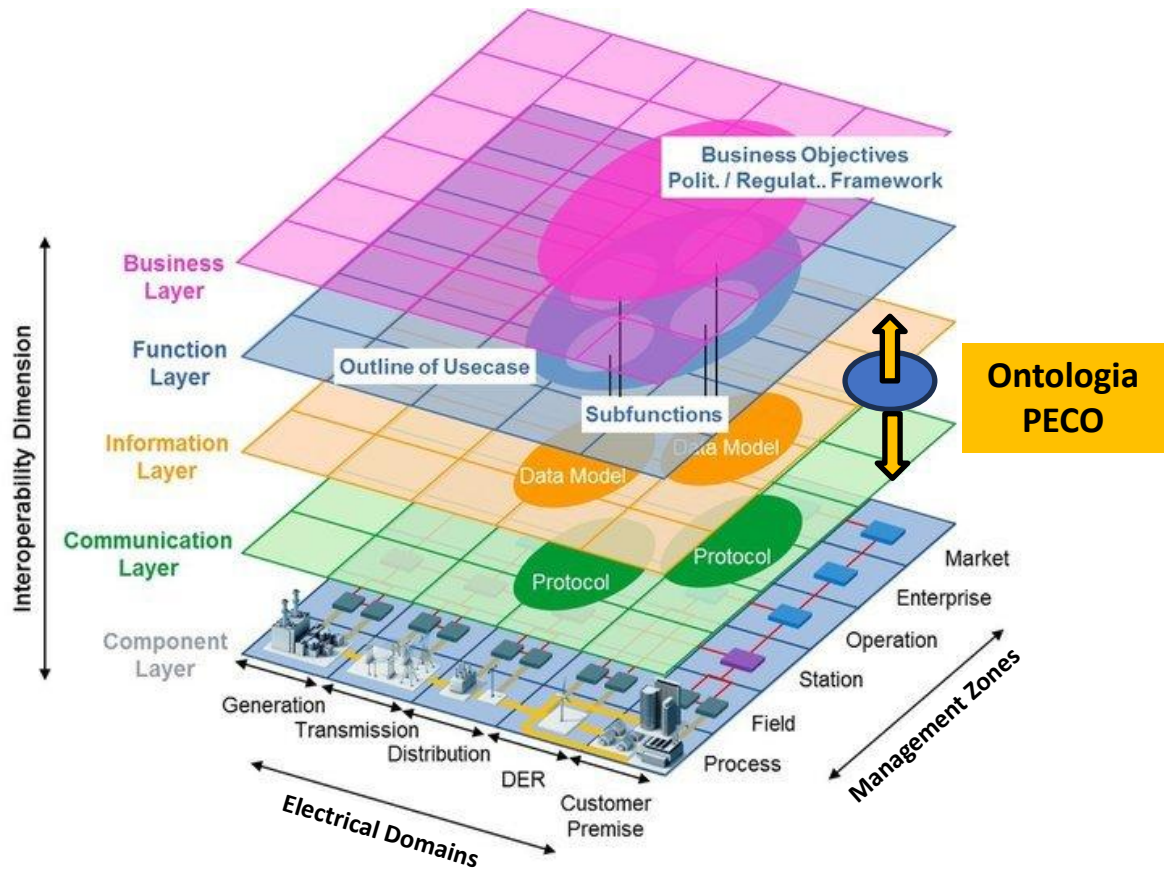 Business Objectives
Polit. / Regulat.. Framework
Business
Layer
Function
Layer
Outline of Usecase
Subfunctions
Ontologia
PECO
Interoperability Dimension
Information
Layer
Data Model
Data Model
Communication
Layer
Protocol
Protocol
Component
Layer
Market
Enterprise
Operation
Station
Field
Process
Management Zones
Generation
Transmission
Distribution
DER
Customer
Premise
Electrical Domains